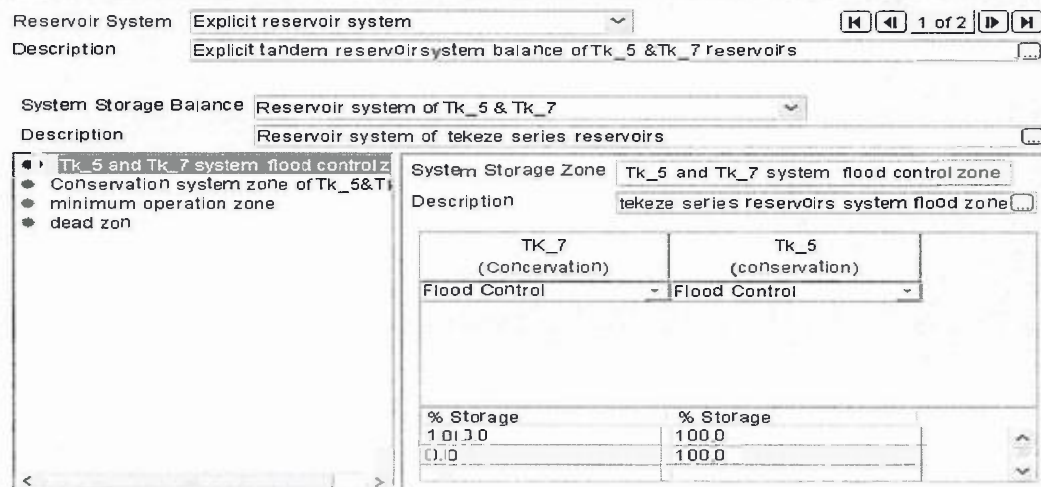 Reservoir System Explicit reservoir system 1 of 2
Description Explicit tandem reservoirsystem balance of Tk_5 &Tk_7 reservoirs ...
System Storage Balance Reservoir system of Tk_5 & Tk_7
Description Reservoir system of tekeze series reservoirs ...
Tk_5 and Tk_7 system flood control z
Conservation system zone of Tk_5&T
minimum operation zone
dead zon
System Storage Zone Tk_5 and Tk_7 system flood control zone
Description tekeze series reservoirs system flood zone ...
TK_7 Tk_5
(Concervation) (conservation)
Flood Control Flood Control
% Storage % Storage
100.0
100.0